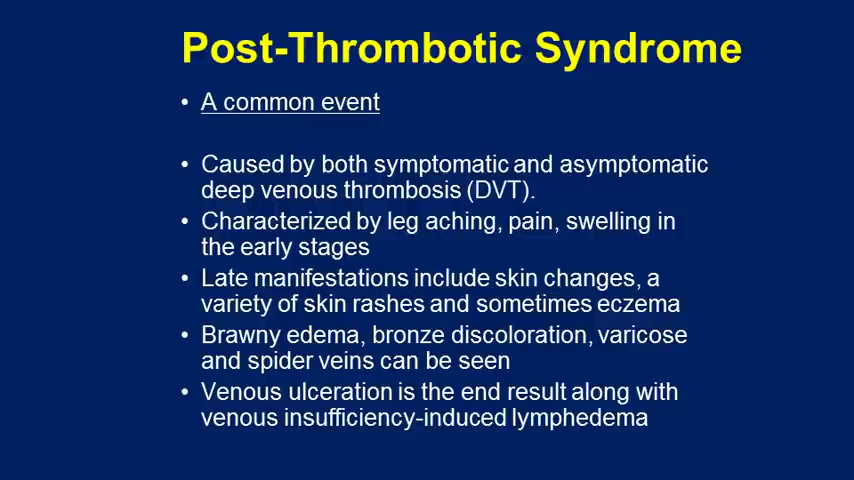 Post-Thrombotic Syndrome
• A common event
• Caused by both symptomatic and asymptomatic
deep venous thrombosis (DVT).
• Characterized by leg aching, pain, swelling in
the early stages
• Late manifestations include skin changes, a
variety of skin rashes and sometimes eczema
• Brawny edema, bronze discoloration, varicose
and spider veins can be seen
• Venous ulceration is the end result along with
venous insufficiency-induced lymphedema